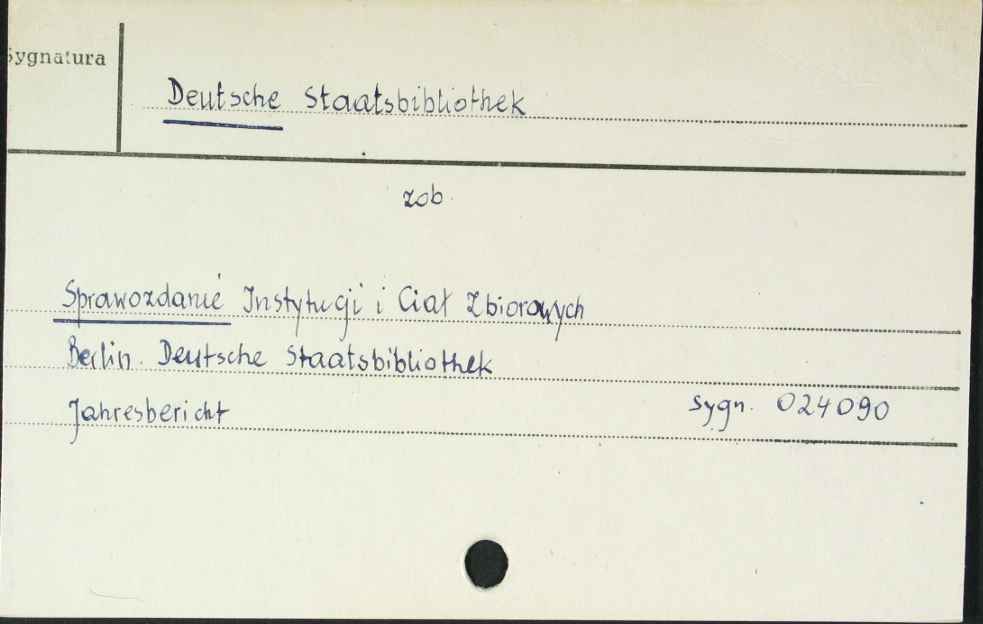 Sygnatura
Deutsche Staatsbibliothek
zob.
Sprawozdanie Instytucji i Ciał Zbiorowych
Berlin. Deutsche Staatsbibliothek
Jahresbericht
sygn. 024090